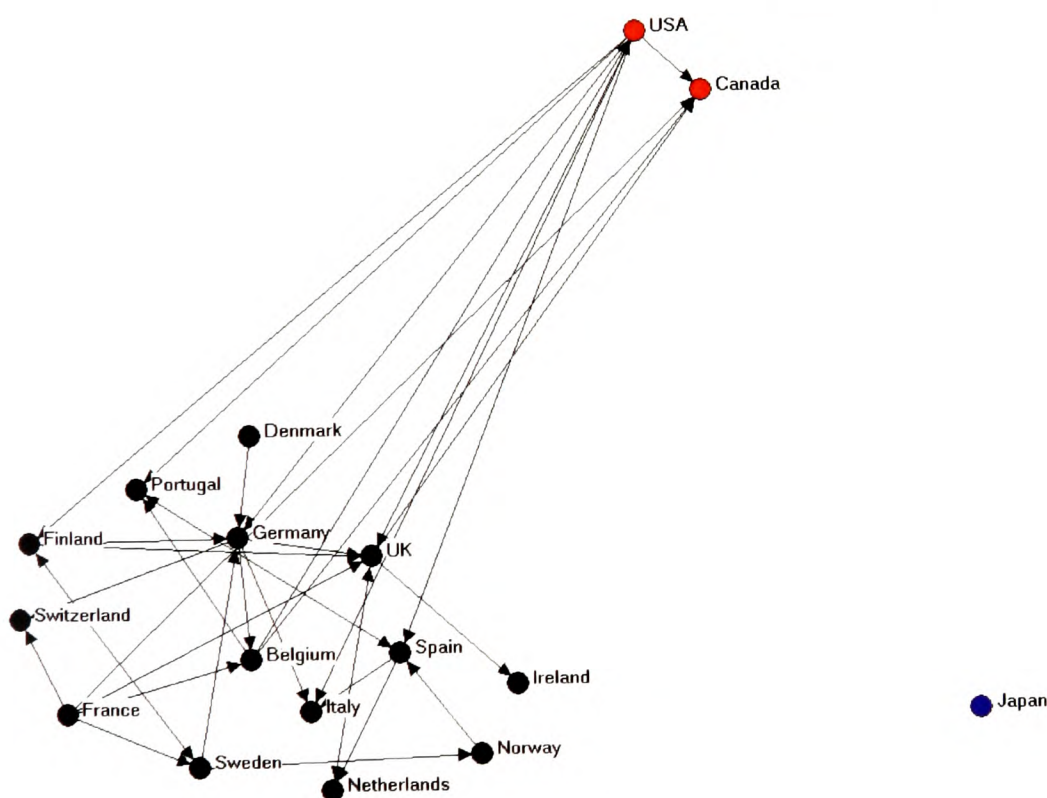 USA
Canada
Denmark
Portugal
Germany
Finland
UK
Switzerland
Belgium
Spain
Ireland
France
Italy
Japan
Sweden
Norway
Netherlands